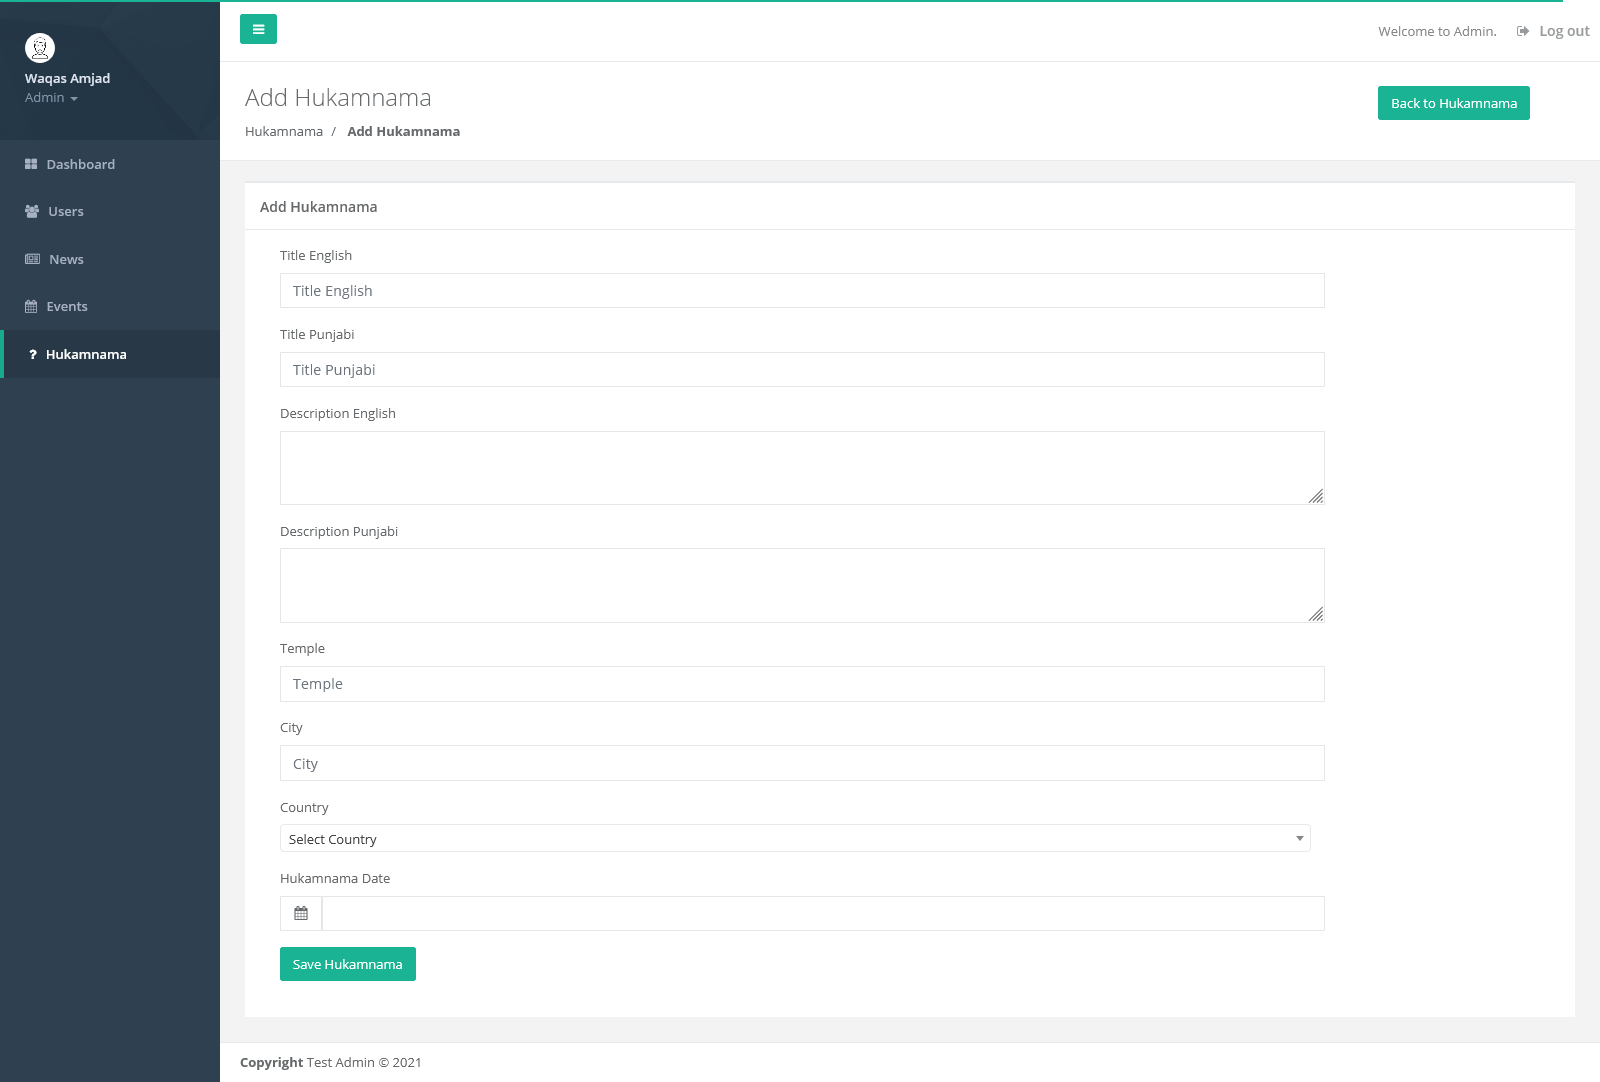 Waqas Amjad
Admin
Dashboard
Users
News
Events
? Hukamnama
Welcome to Admin. Log out
Add Hukamnama
Hukamnama / Add Hukamnama
Back to Hukamnama
Add Hukamnama
Title English
Title English
Title Punjabi
Title Punjabi
Description English
Description Punjabi
Temple
Temple
City
City
Country
Select Country
Hukamnama Date
Save Hukamnama
Copyright Test Admin © 2021